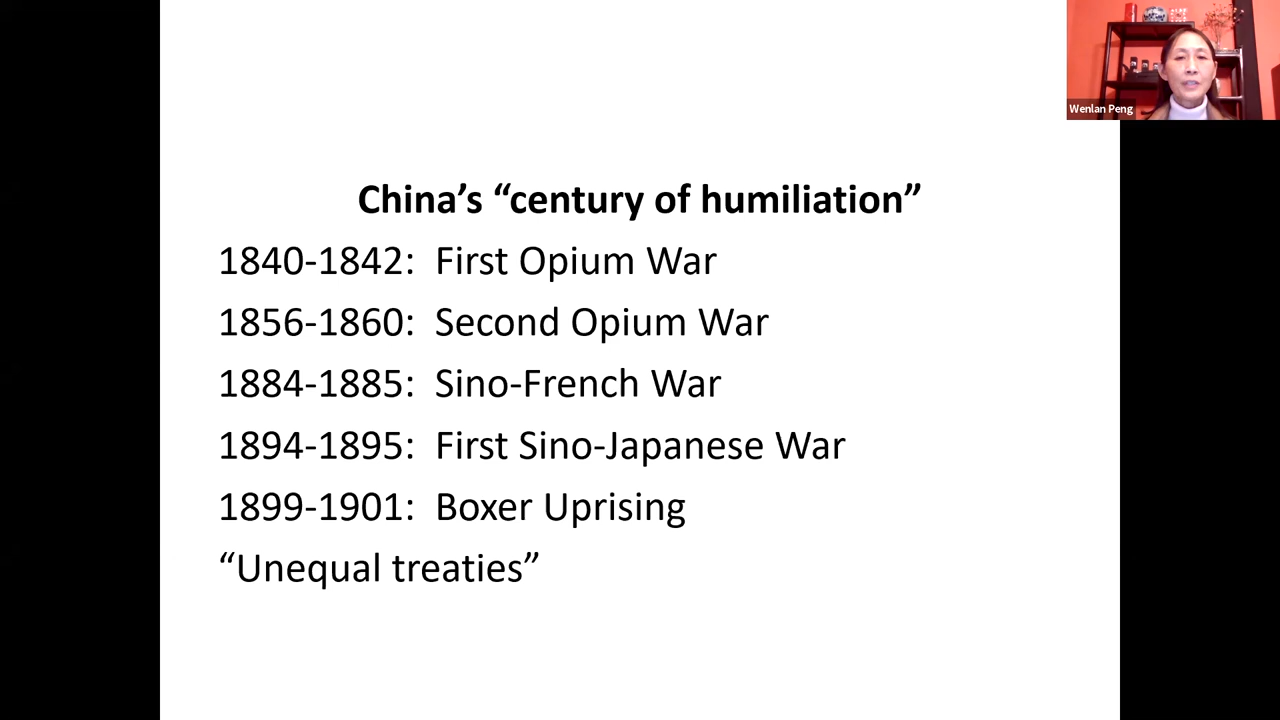 Wenlan Peng
China’s “century of humiliation”
1840-1842:  First Opium War
1856-1860:  Second Opium War
1884-1885:  Sino-French War
1894-1895:  First Sino-Japanese War
1899-1901:  Boxer Uprising
“Unequal treaties”